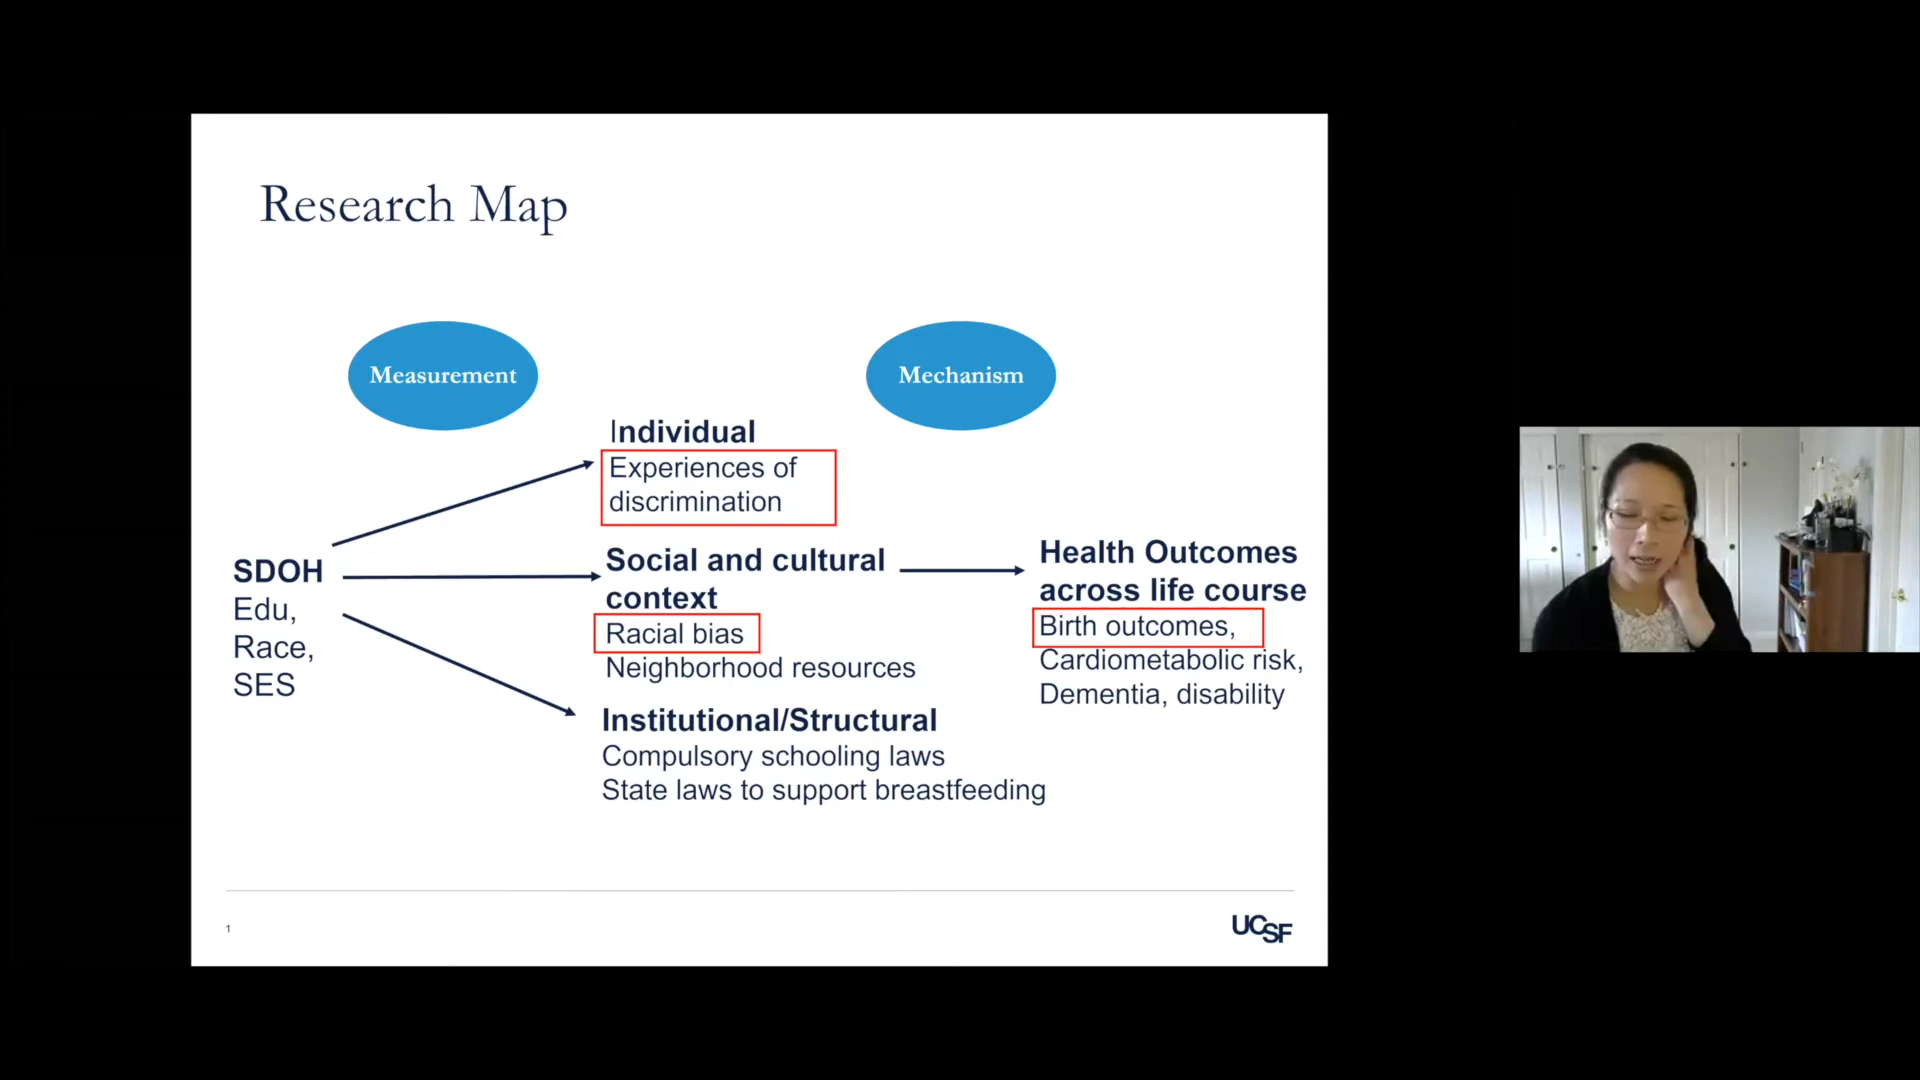 Research Map
Measurement
Mechanism
Individual
Experiences of
discrimination
SDOH
Edu,
Race,
SES
Social and cultural
context
Racial bias
Neighborhood resources
Institutional/Structural
Compulsory schooling laws
State laws to support breastfeeding
Health Outcomes
across life course
Birth outcomes,
Cardiometabolic risk,
Dementia, disability
1
UCSF